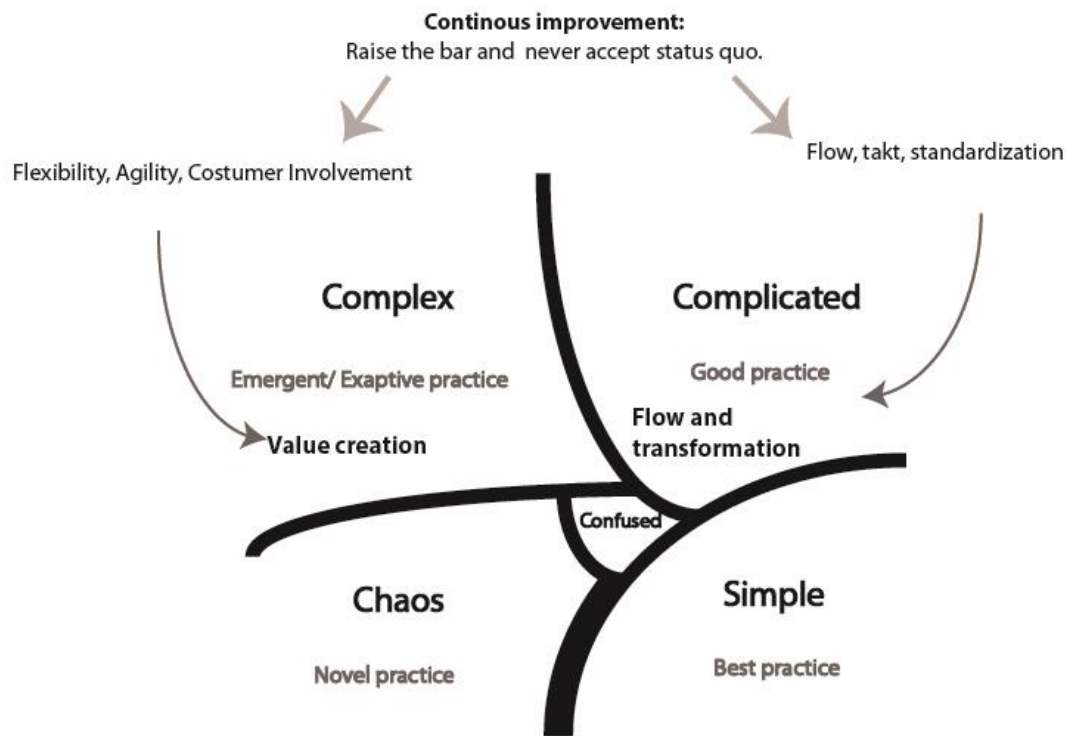 Continous improvement:
Raise the bar and never accept status quo.
Flexibility, Agility, Costumer Involvement
Flow, takt, standardization
Complex
Complicated
Emergent/ Exaptive practice
Good practice
Value creation
Flow and
transformation
Confused
Chaos
Simple
Novel practice
Best practice